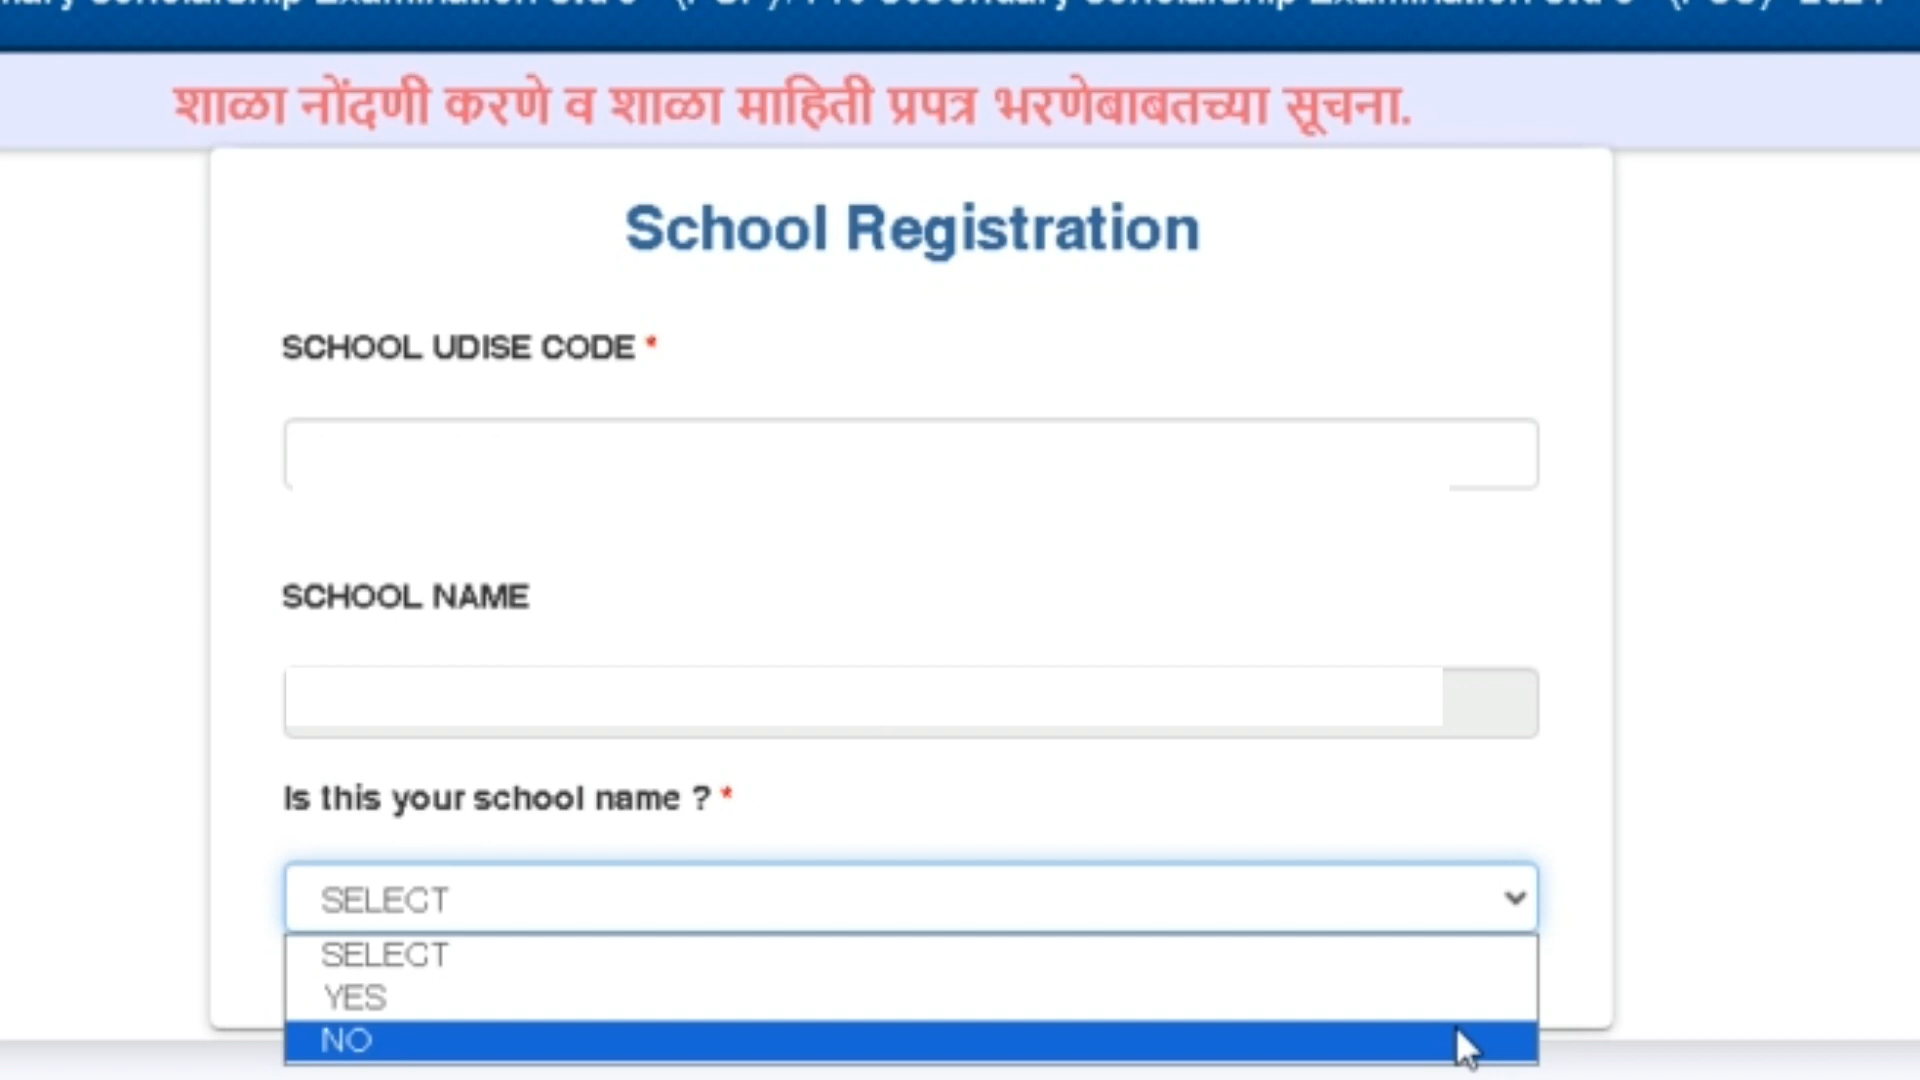 शाळा नोंदणी करणे व शाळा माहिती प्रपत्र भरणेबाबतच्या सूचना.
School Registration
SCHOOL UDISE CODE *
SCHOOL NAME
Is this your school name ? *
SELECT
SELECT
YES
NO